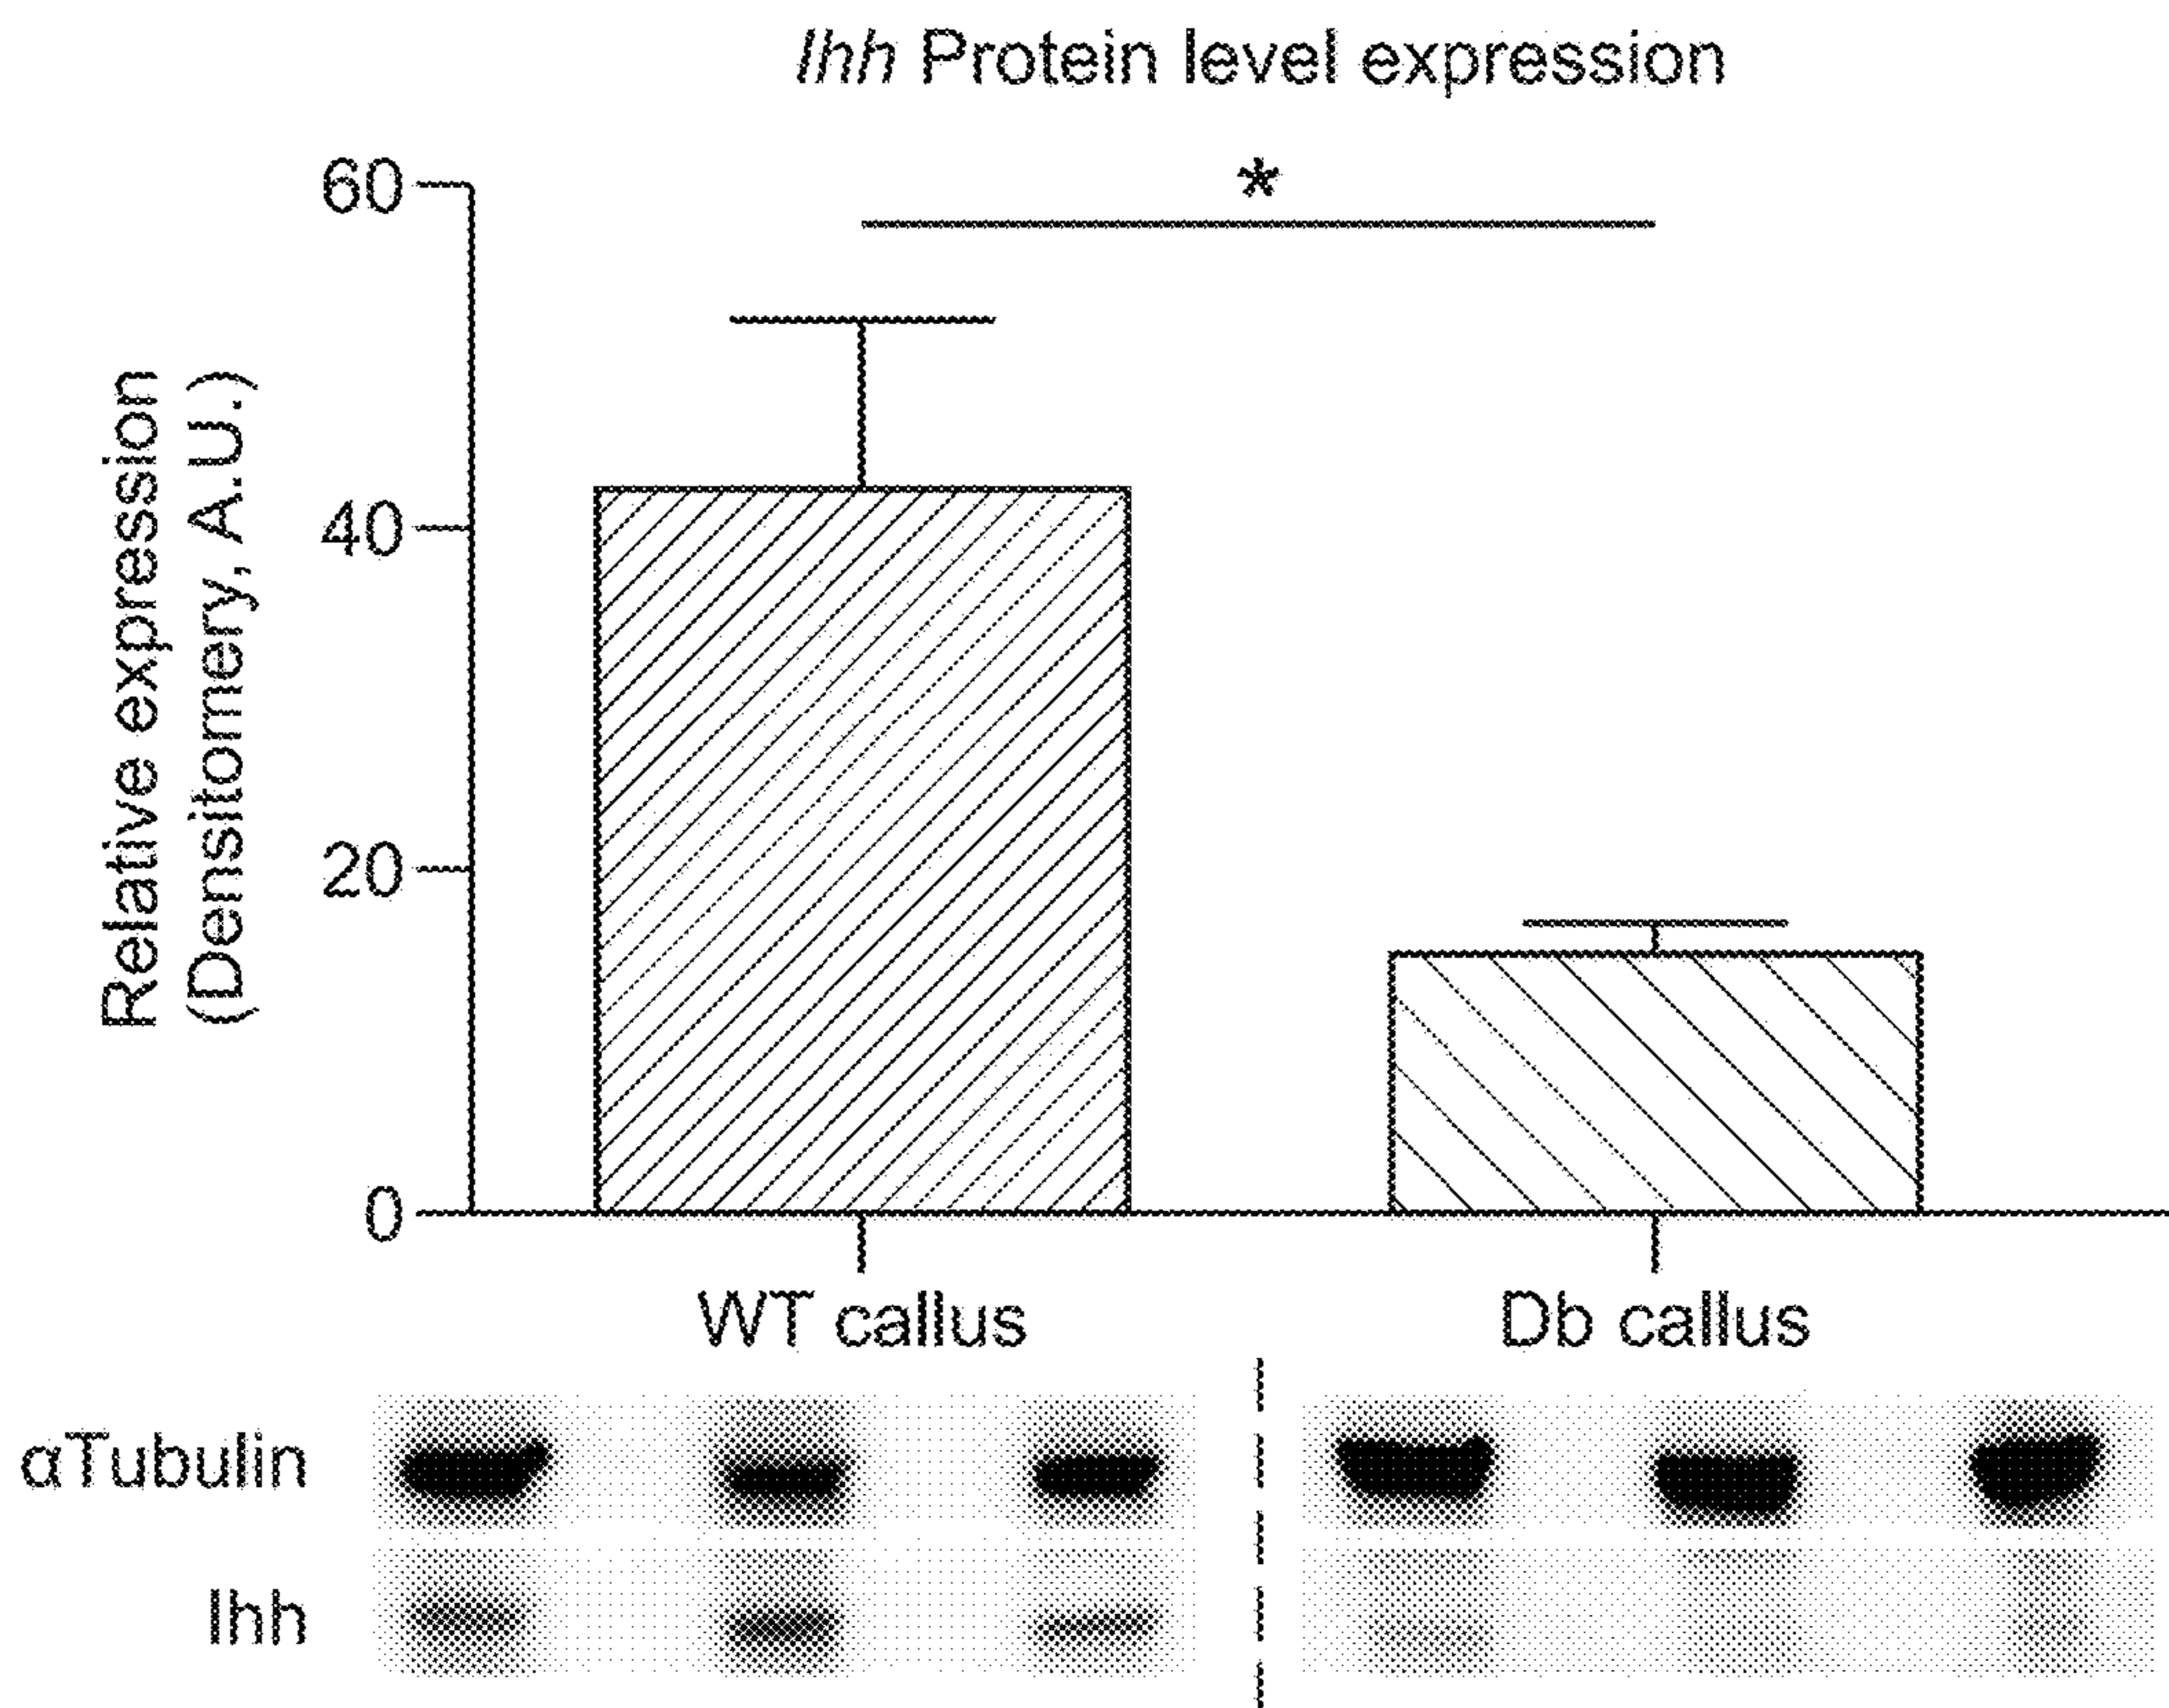 Ihh Protein level expression
*
60
40
20
0
Relative expression
(Densitomery, A.U.)
WT callus
Db callus
αTubulin
Ihh